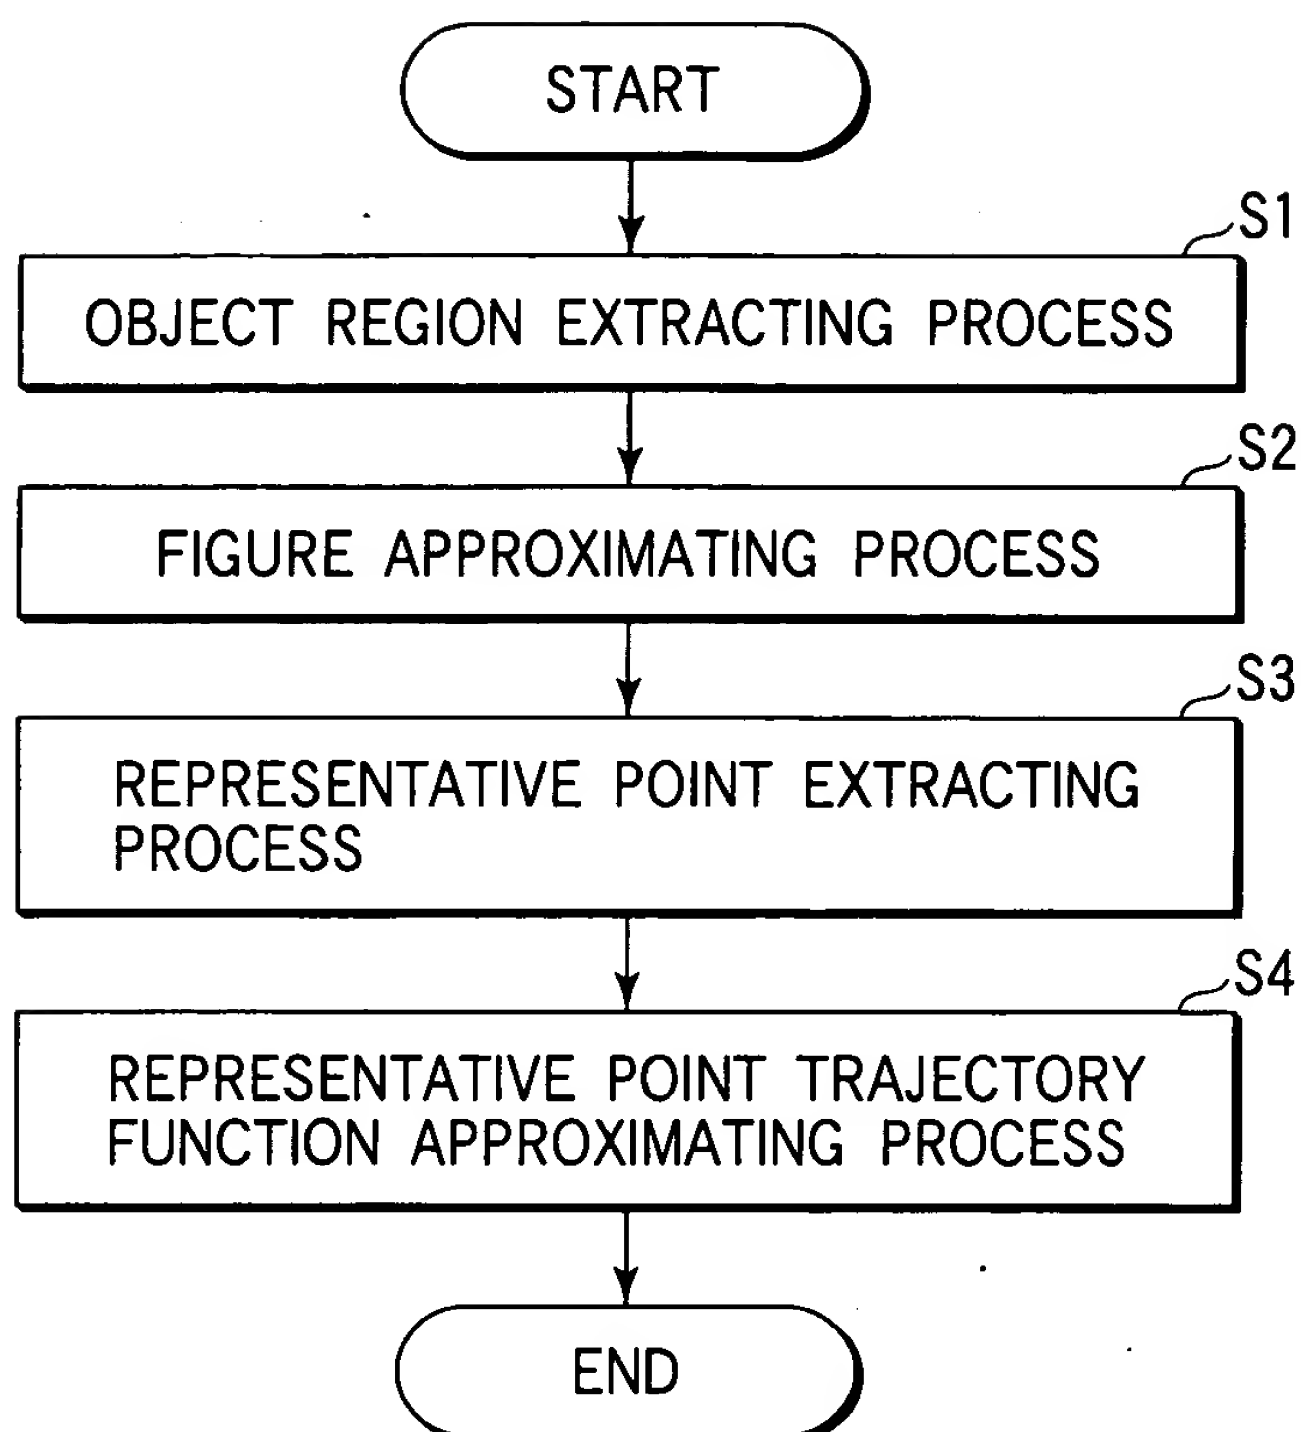 START
S1
OBJECT REGION EXTRACTING PROCESS
S2
FIGURE APPROXIMATING PROCESS
S3
REPRESENTATIVE POINT EXTRACTING
PROCESS
S4
REPRESENTATIVE POINT TRAJECTORY
FUNCTION APPROXIMATING PROCESS
END